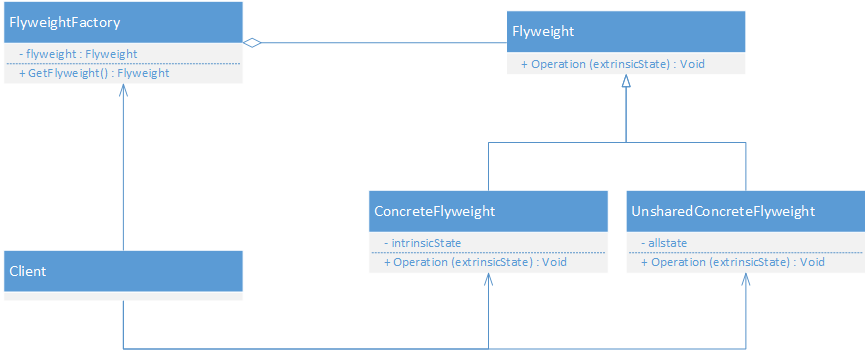 FlyweightFactory
- flyweight : Flyweight
+ GetFlyweight() : Flyweight
Flyweight
+ Operation (extrinsicState) : Void
ConcreteFlyweight
- intrinsicState
+ Operation (extrinsicState) : Void
UnsharedConcreteFlyweight
- allstate
+ Operation (extrinsicState) : Void
Client